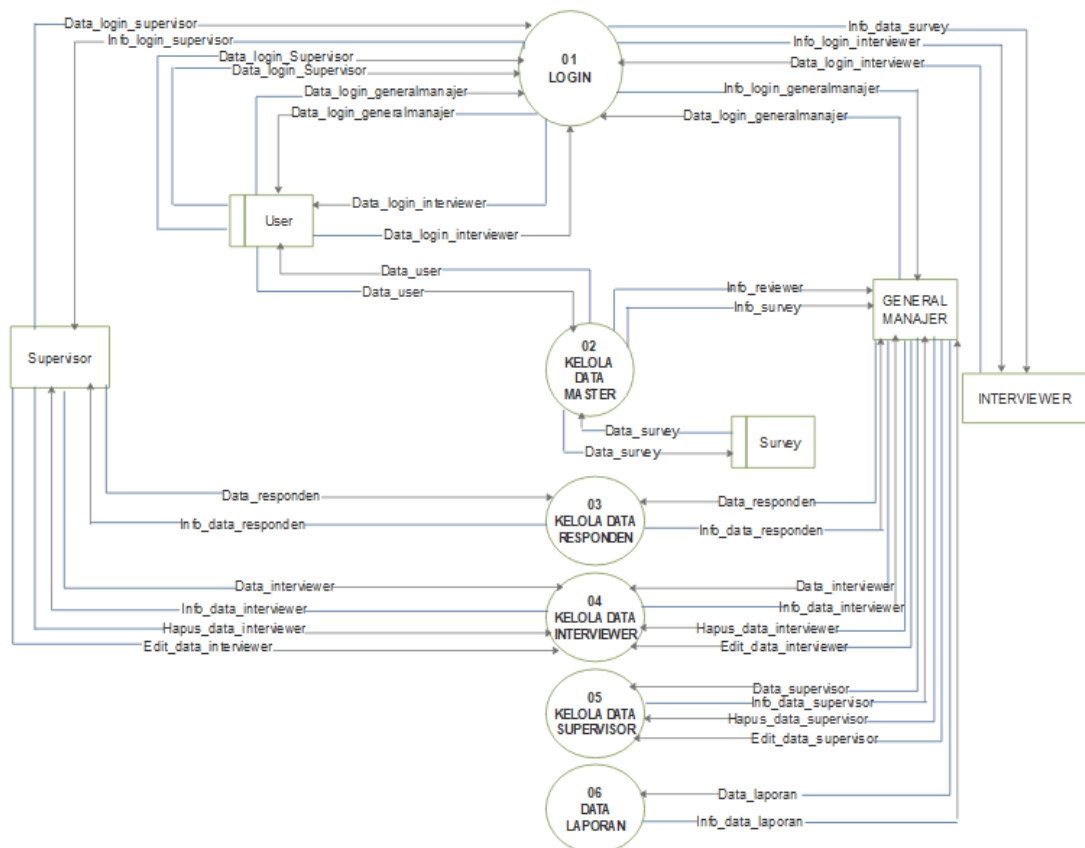 Data_login_supervisor
Info_login_supervisor
Data_login_Supervisor
Data_login_Supervisor
Data_login_generalmanajer
Data_login_generalmanajer
01
LOGIN
Info_data_survey
Info_login_interviewer
Data_login_interviewer
Info_login_generalmanajer
Data_login_generalmanajer
User
Data_login_interviewer
Data_login_interviewer
Data_user
Data_user
Info_reviewer
Info_survey
GENERAL
MANAJER
Supervisor
02
KELOLA
DATA
MASTER
INTERVIEWER
Data_survey
Data_survey
Survey
Data_responden
Info_data_responden
03
KELOLA DATA
RESPONDEN
Data_responden
Info_data_responden
Data_interviewer
Info_data_interviewer
Hapus_data_interviewer
Edit_data_interviewer
04
KELOLA DATA
INTERVIEWER
Data_interviewer
Info_data_interviewer
Hapus_data_interviewer
Edit_data_interviewer
05
KELOLA DATA
SUPERVISOR
Data_supervisor
Info_data_supervisor
Hapus_data_supervisor
Edit_data_supervisor
06
DATA
LAPORAN
Data_laporan
Info_data_laporan